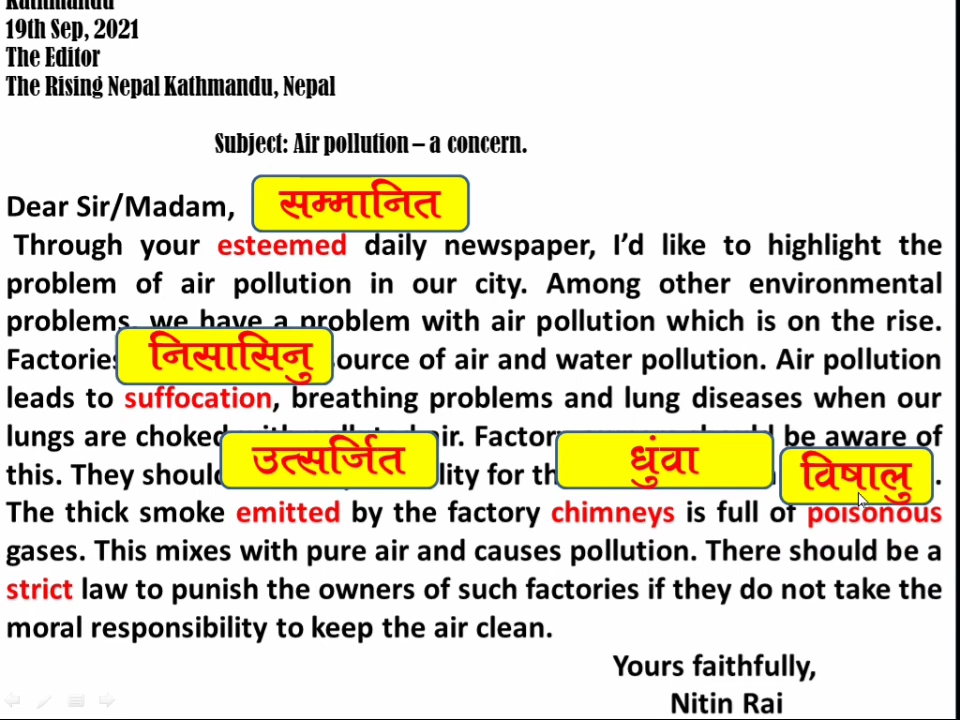 Kathmandu
19th Sep, 2021
The Editor
The Rising Nepal Kathmandu, Nepal
Subject: Air pollution – a concern.
Dear Sir/Madam, सम्मानित
Through your esteemed daily newspaper, I’d like to highlight the
problem of air pollution in our city. Among other environmental
problems, we have a problem with air pollution which is on the rise.
Factories निसासिनु source of air and water pollution. Air pollution
leads to suffocation, breathing problems and lung diseases when our
lungs are choked air. Factory be aware of
this. They should उत्सर्जित for धुंवा विषालु .
The thick smoke emitted by the factory chimneys is full of poisonous
gases. This mixes with pure air and causes pollution. There should be a
strict law to punish the owners of such factories if they do not take the
moral responsibility to keep the air clean.
Yours faithfully,
Nitin Rai